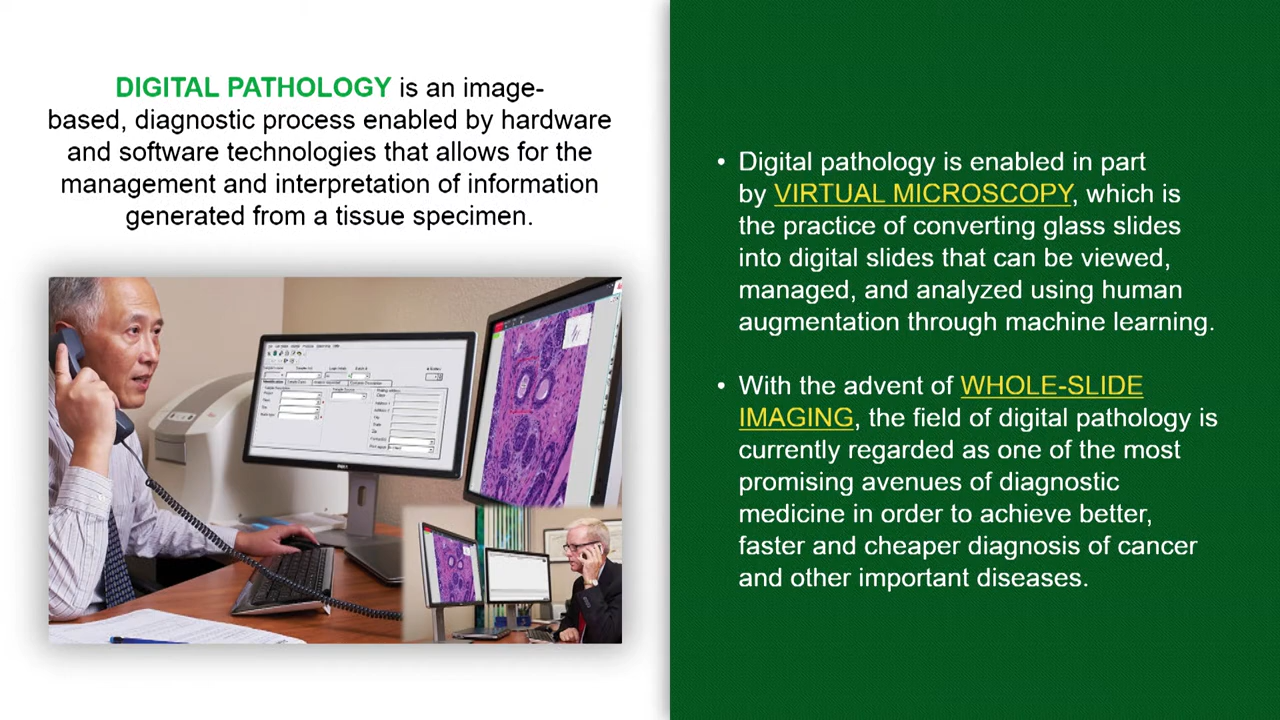 DIGITAL PATHOLOGY is an image-
based, diagnostic process enabled by hardware
and software technologies that allows for the
management and interpretation of information
generated from a tissue specimen.
• Digital pathology is enabled in part
by VIRTUAL MICROSCOPY, which is
the practice of converting glass slides
into digital slides that can be viewed,
managed, and analyzed using human
augmentation through machine learning.
• With the advent of WHOLE-SLIDE
IMAGING, the field of digital pathology is
currently regarded as one of the most
promising avenues of diagnostic
medicine in order to achieve better,
faster and cheaper diagnosis of cancer
and other important diseases.